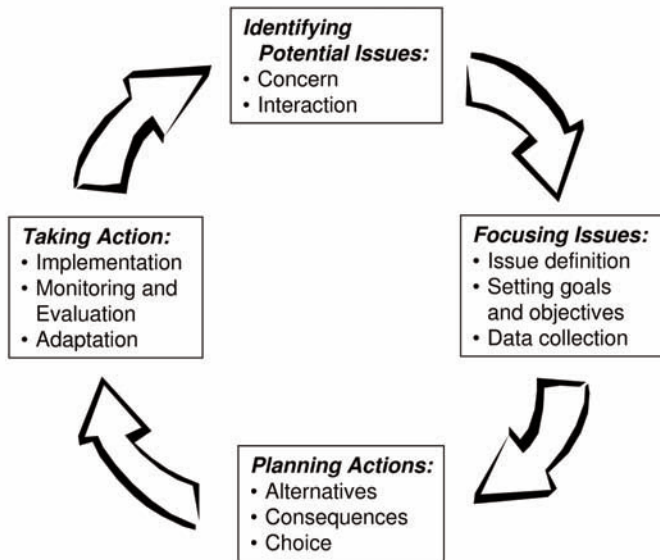 Identifying
Potential Issues:
• Concern
• Interaction
Focusing Issues:
• Issue definition
• Setting goals
and objectives
• Data collection
Planning Actions:
• Alternatives
• Consequences
• Choice
Taking Action:
• Implementation
• Monitoring and
Evaluation
• Adaptation